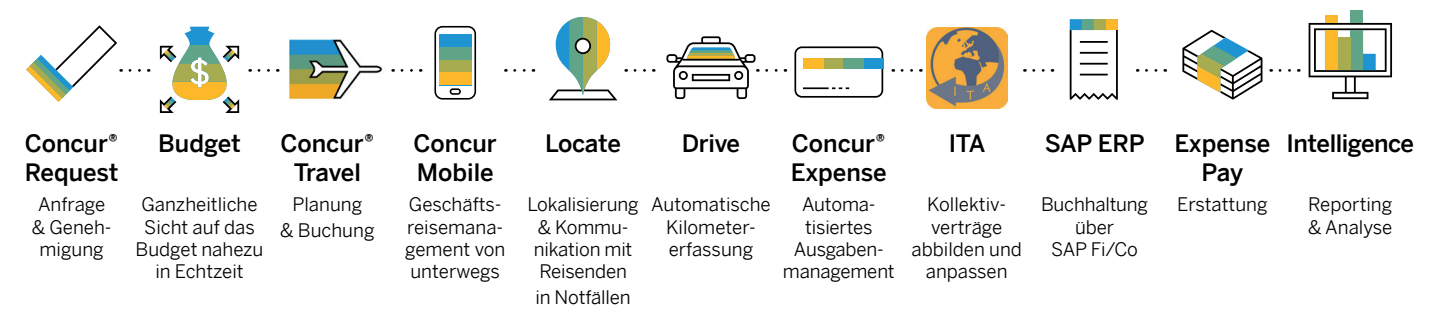 $
ITA
Concur®
Request
Anfrage
& Geneh-
migung
Budget
Ganzheitliche
Sicht auf das
Budget nahezu
in Echtzeit
Concur®
Travel
Planung
& Buchung
Concur
Mobile
Geschäfts-
reisemana-
gement von
unterwegs
Locate
Lokalisierung
& Kommu-
nikation mit
Reisenden
in Notfällen
Drive
Automatische
Kilometer-
erfassung
Concur®
Expense
Automa-
tisiertes
Ausgaben-
management
ITA
Kollektiv-
verträge
abbilden und
anpassen
SAP ERP
Buchhaltung
über
SAP Fi/Co
Expense
Pay
Erstattung
Intelligence
Reporting
& Analyse